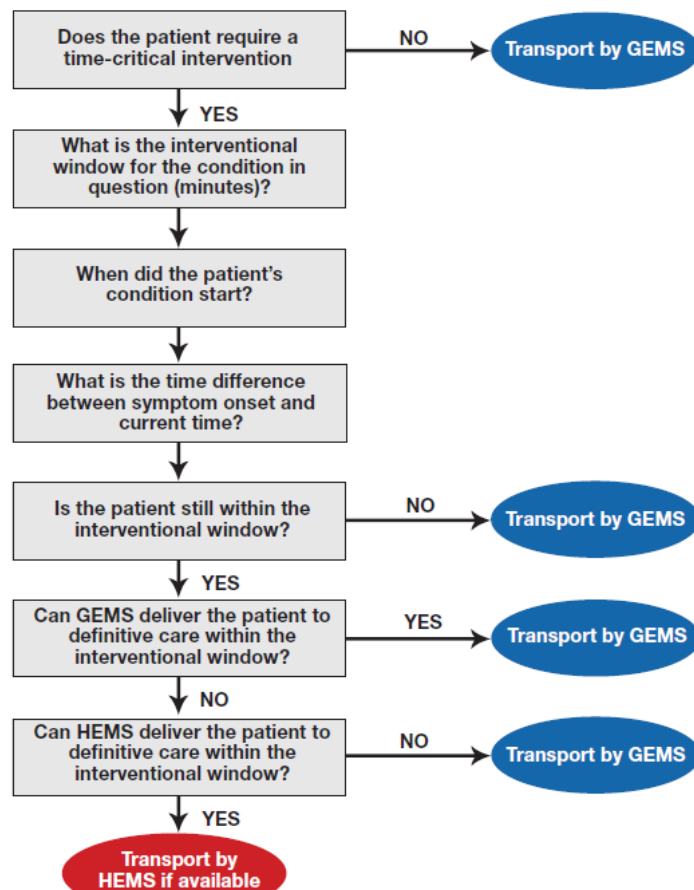 Does the patient require a
time-critical intervention
NO
Transport by GEMS
YES
What is the interventional
window for the condition in
question (minutes)?
When did the patient's
condition start?
What is the time difference
between symptom onset and
current time?
Is the patient still within the
interventional window?
NO
Transport by GEMS
YES
Can GEMS deliver the patient to
definitive care within the
interventional window?
YES
Transport by GEMS
NO
Can HEMS deliver the patient to
definitive care within the
interventional window?
NO
Transport by GEMS
YES
Transport by
HEMS if available